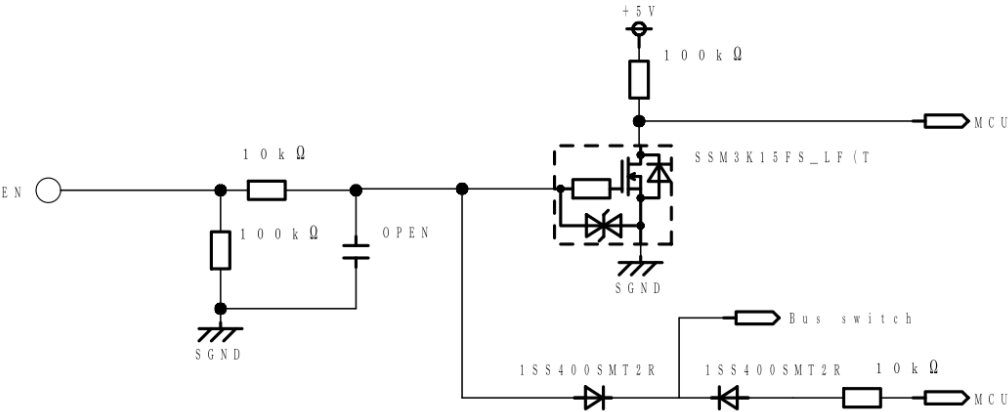 +5V
100kΩ
MCU
10kΩ
SSM3K15FS_LF(T
EN
100kΩ
OPEN
SGND
SGND
Bus switch
1SS400SMT2R
1SS400SMT2R
10kΩ
MCU